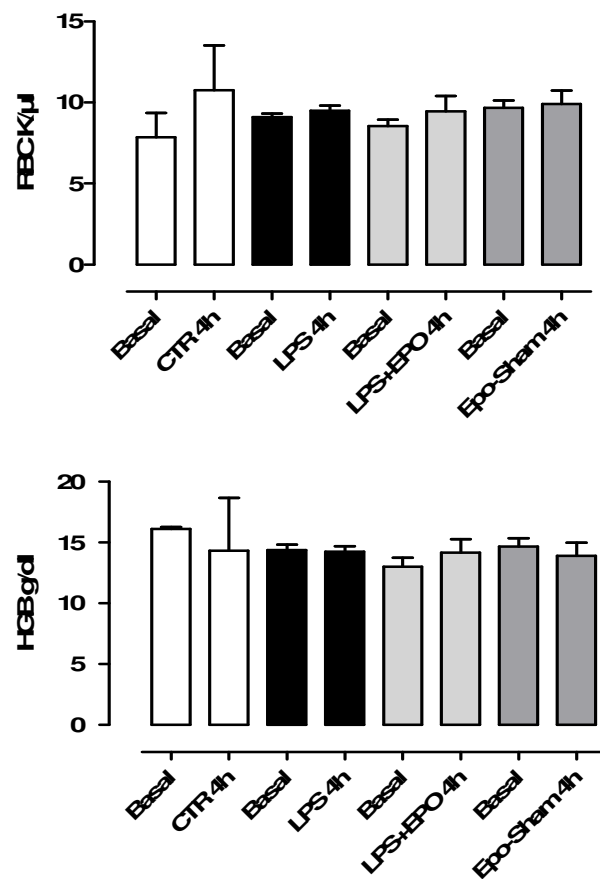 15
10
5
0
RBC K/µl
Basal
CTR 4h
Basal
LPS 4h
Basal
LPS+EPO 4h
Basal
Epo-Sham 4h
20
15
10
5
0
HGB g/dl
Basal
CTR 4h
Basal
LPS 4h
Basal
LPS+EPO 4h
Basal
Epo-Sham 4h